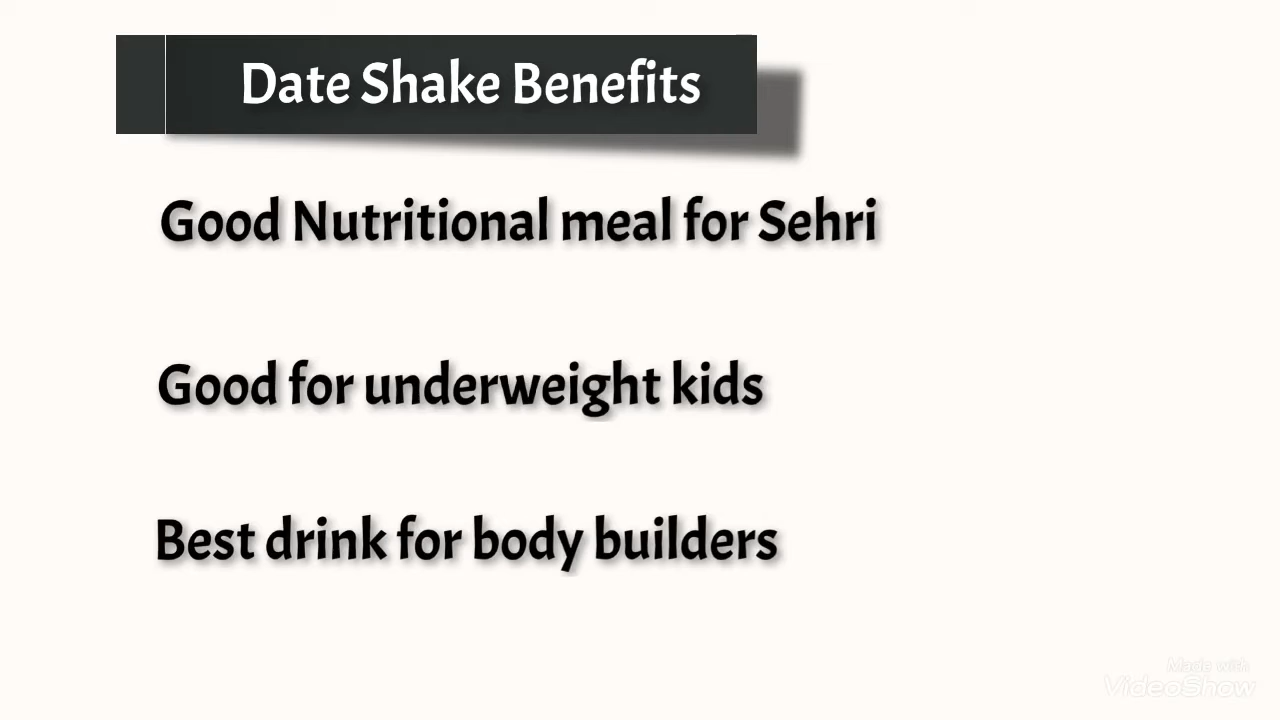 Date Shake Benefits
Good Nutritional meal for Sehri
Good for underweight kids
Best drink for body builders
Made with
VideoShow